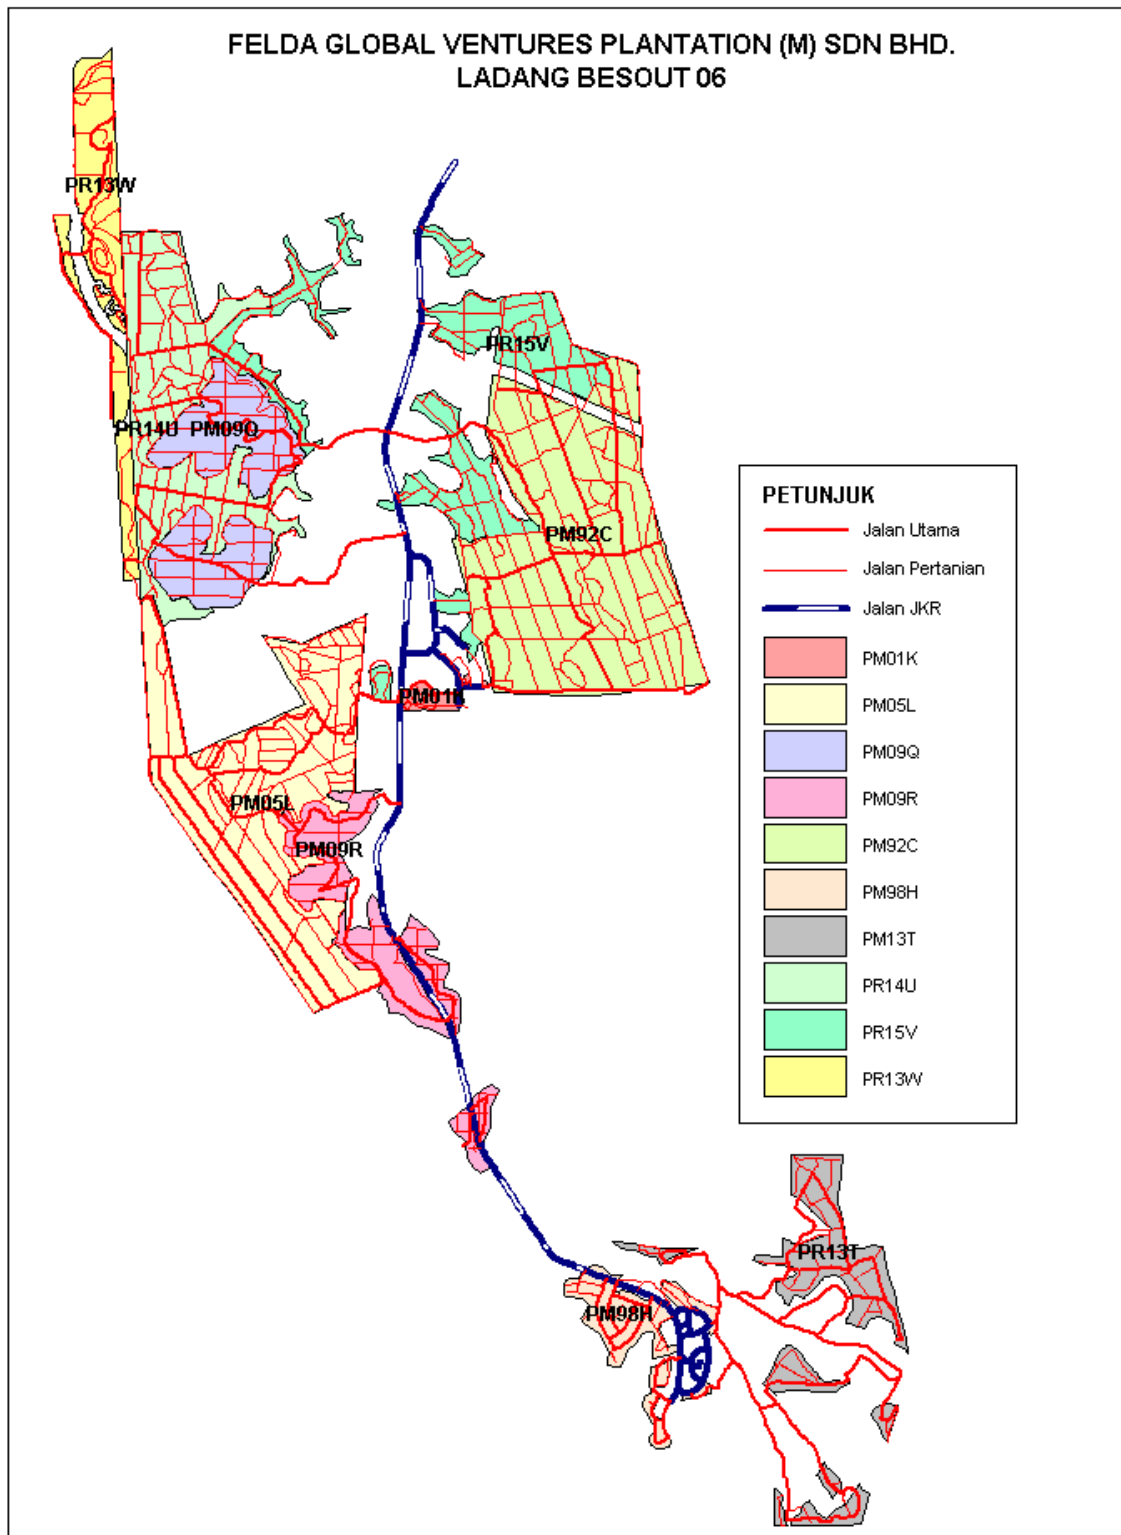 FELDA GLOBAL VENTURES PLANTATION (M) SDN BHD.
LADANG BESOUT 06
PR13W
PR15V
PR14U
PM09Q
PM92C
PM01K
PM05L
PM09R
PR13T
PM98H
PETUNJUK
Jalan Utama
Jalan Pertanian
Jalan JKR
PM01K
PM05L
PM09Q
PM09R
PM92C
PM98H
PM13T
PR14U
PR15V
PR13W